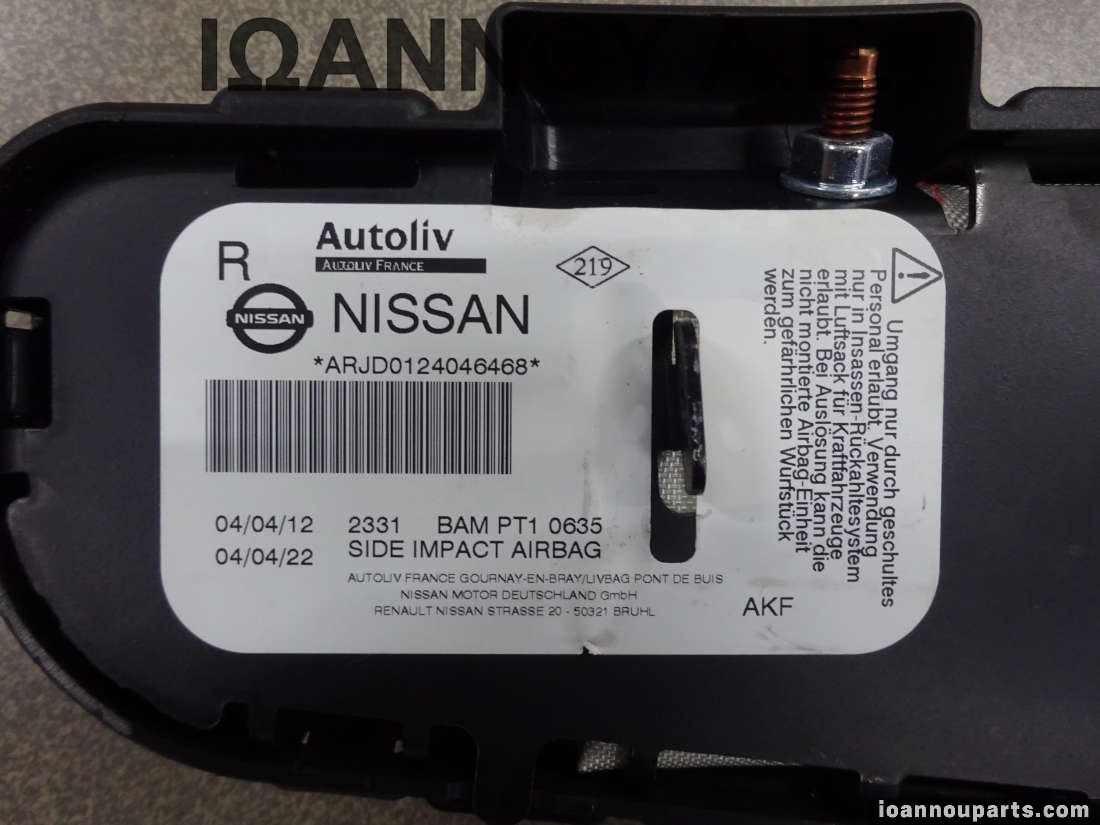 ΙΩΑΝΝΟΥ Α.Ε.
R
Autoliv
AUTOLIV FRANCE
219
NISSAN
NISSAN
*ARJD0124046468*
04/04/12 2331 BAM PT1 0635
04/04/22 SIDE IMPACT AIRBAG
AUTOLIV FRANCE GOURNAY-EN-BRAY/LIVBAG PONT DE BUIS
NISSAN MOTOR DEUTSCHLAND GmbH
RENAULT NISSAN STRASSE 20 - 50321 BRUHL
AKF
Umgang nur durch geschultes
Personal erlaubt. Verwendung
nur in Insassen-Rückahltesystem
mit Luftsack für Kraftfahrzeuge
erlaubt. Bei Auslösung kann die
nicht montierte Airbag-Einheit
zum gefährhlichen Wurfstück
werden.
ioannouparts.com